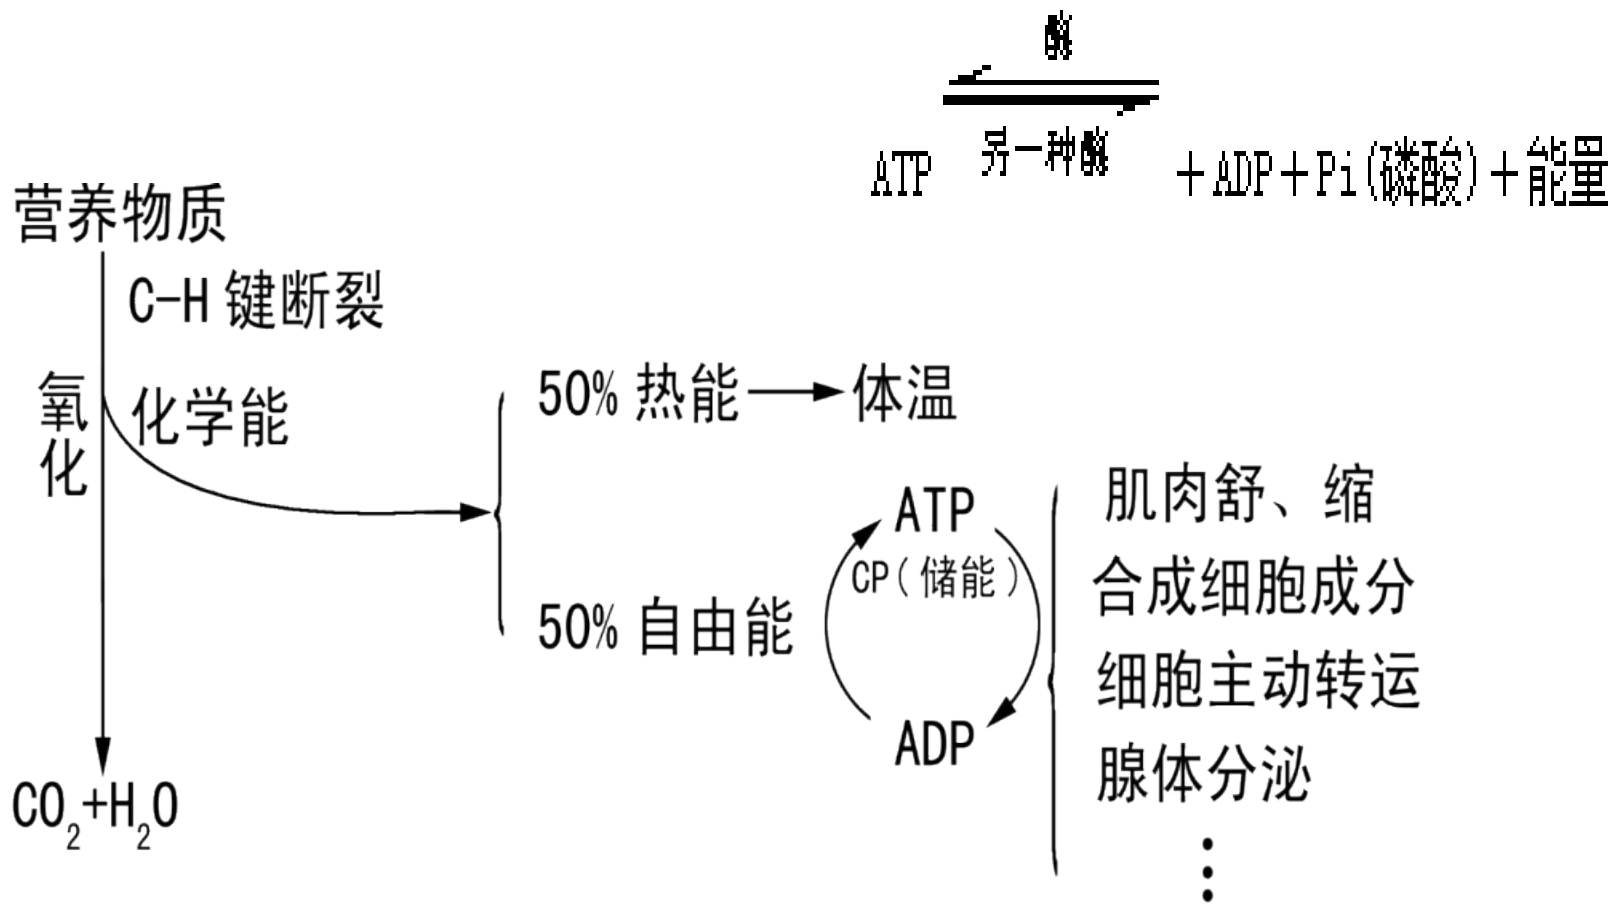 酶
ATP 另一种酶 +ADP+Pi(磷酸)+能量
营养物质
C-H 键断裂
氧化
化学能
50% 热能
体温
50% 自由能
ATP
CP(储能)
ADP
肌肉舒、缩
合成细胞成分
细胞主动转运
腺体分泌
⋮
CO₂+H₂O